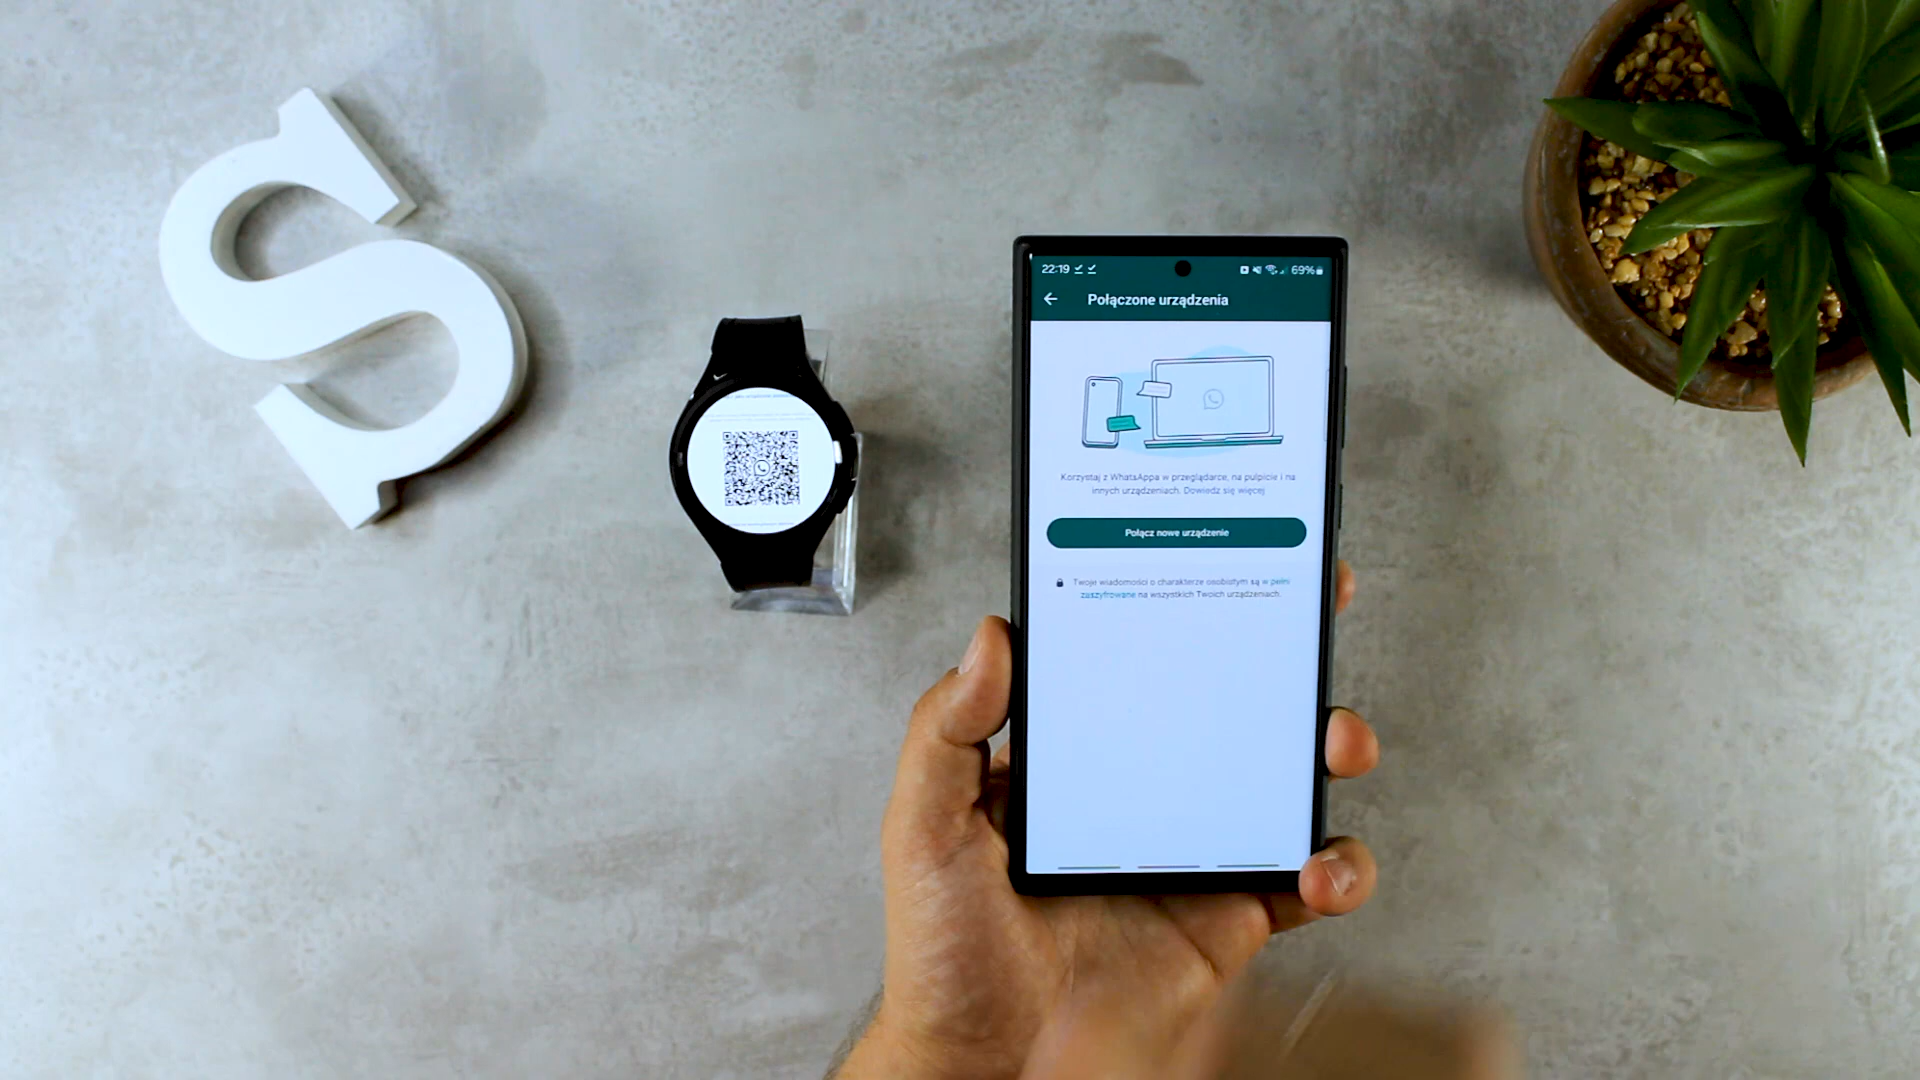 S
22:19
69%
Połączone urządzenia
Korzystaj z WhatsAppa w przeglądarce, na pulpicie i na
innych urządzeniach. Dowiedz się więcej
Połącz nowe urządzenie
Twoje wiadomości o charakterze osobistym są w pełni
zaszyfrowane na wszystkich Twoich urządzeniach.